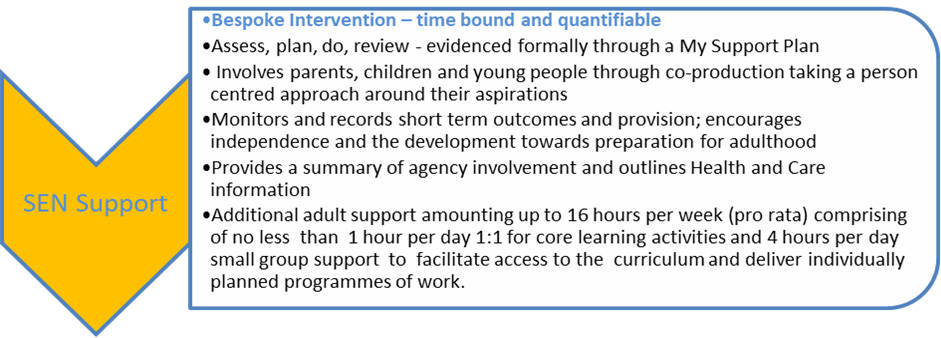 SEN Support
•Bespoke Intervention – time bound and quantifiable
•Assess, plan, do, review - evidenced formally through a My Support Plan
• Involves parents, children and young people through co-production taking a person
centred approach around their aspirations
•Monitors and records short term outcomes and provision; encourages
independence and the development towards preparation for adulthood
•Provides a summary of agency involvement and outlines Health and Care
information
•Additional adult support amounting up to 16 hours per week (pro rata) comprising
of no less than 1 hour per day 1:1 for core learning activities and 4 hours per day
small group support to facilitate access to the curriculum and deliver individually
planned programmes of work.